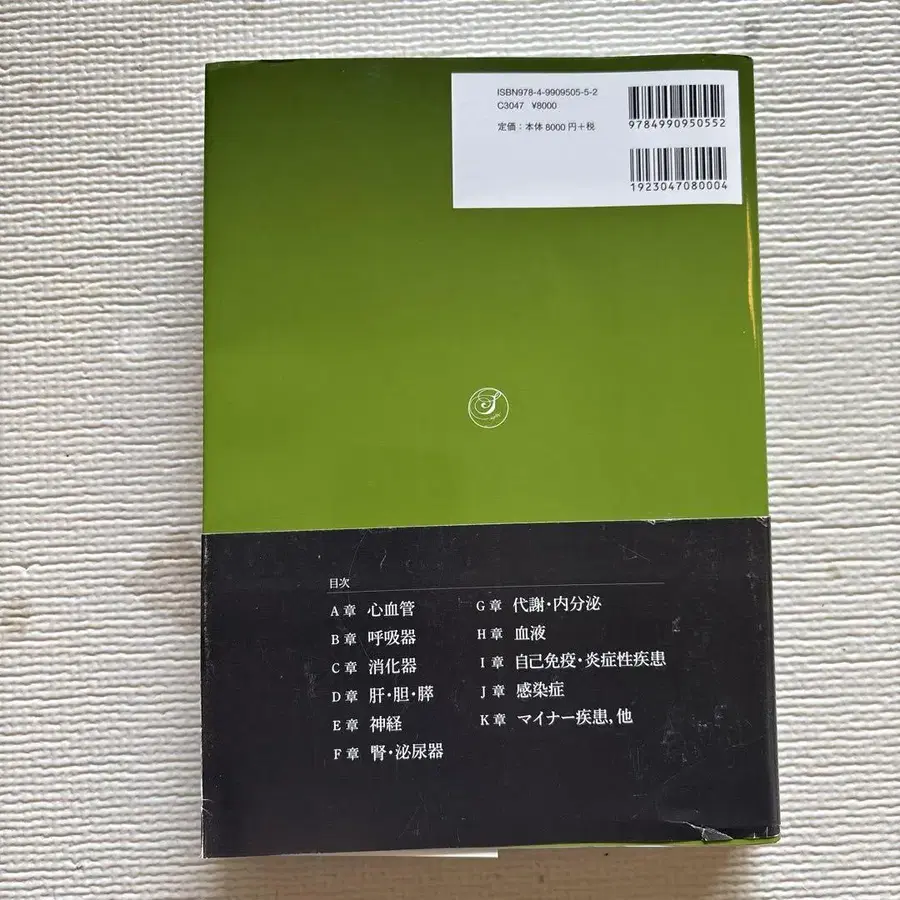 ISBN978-4-9909505-5-2
C3047 ¥8000
定価：本体 8000 円＋税
9784990950552
1923047080004
目次
A 章 心血管
B 章 呼吸器
C 章 消化器
D 章 肝・胆・膵
E 章 神経
F 章 腎・泌尿器
G 章 代謝・内分泌
H 章 血液
I 章 自己免疫・炎症性疾患
J 章 感染症
K 章 マイナー疾患, 他